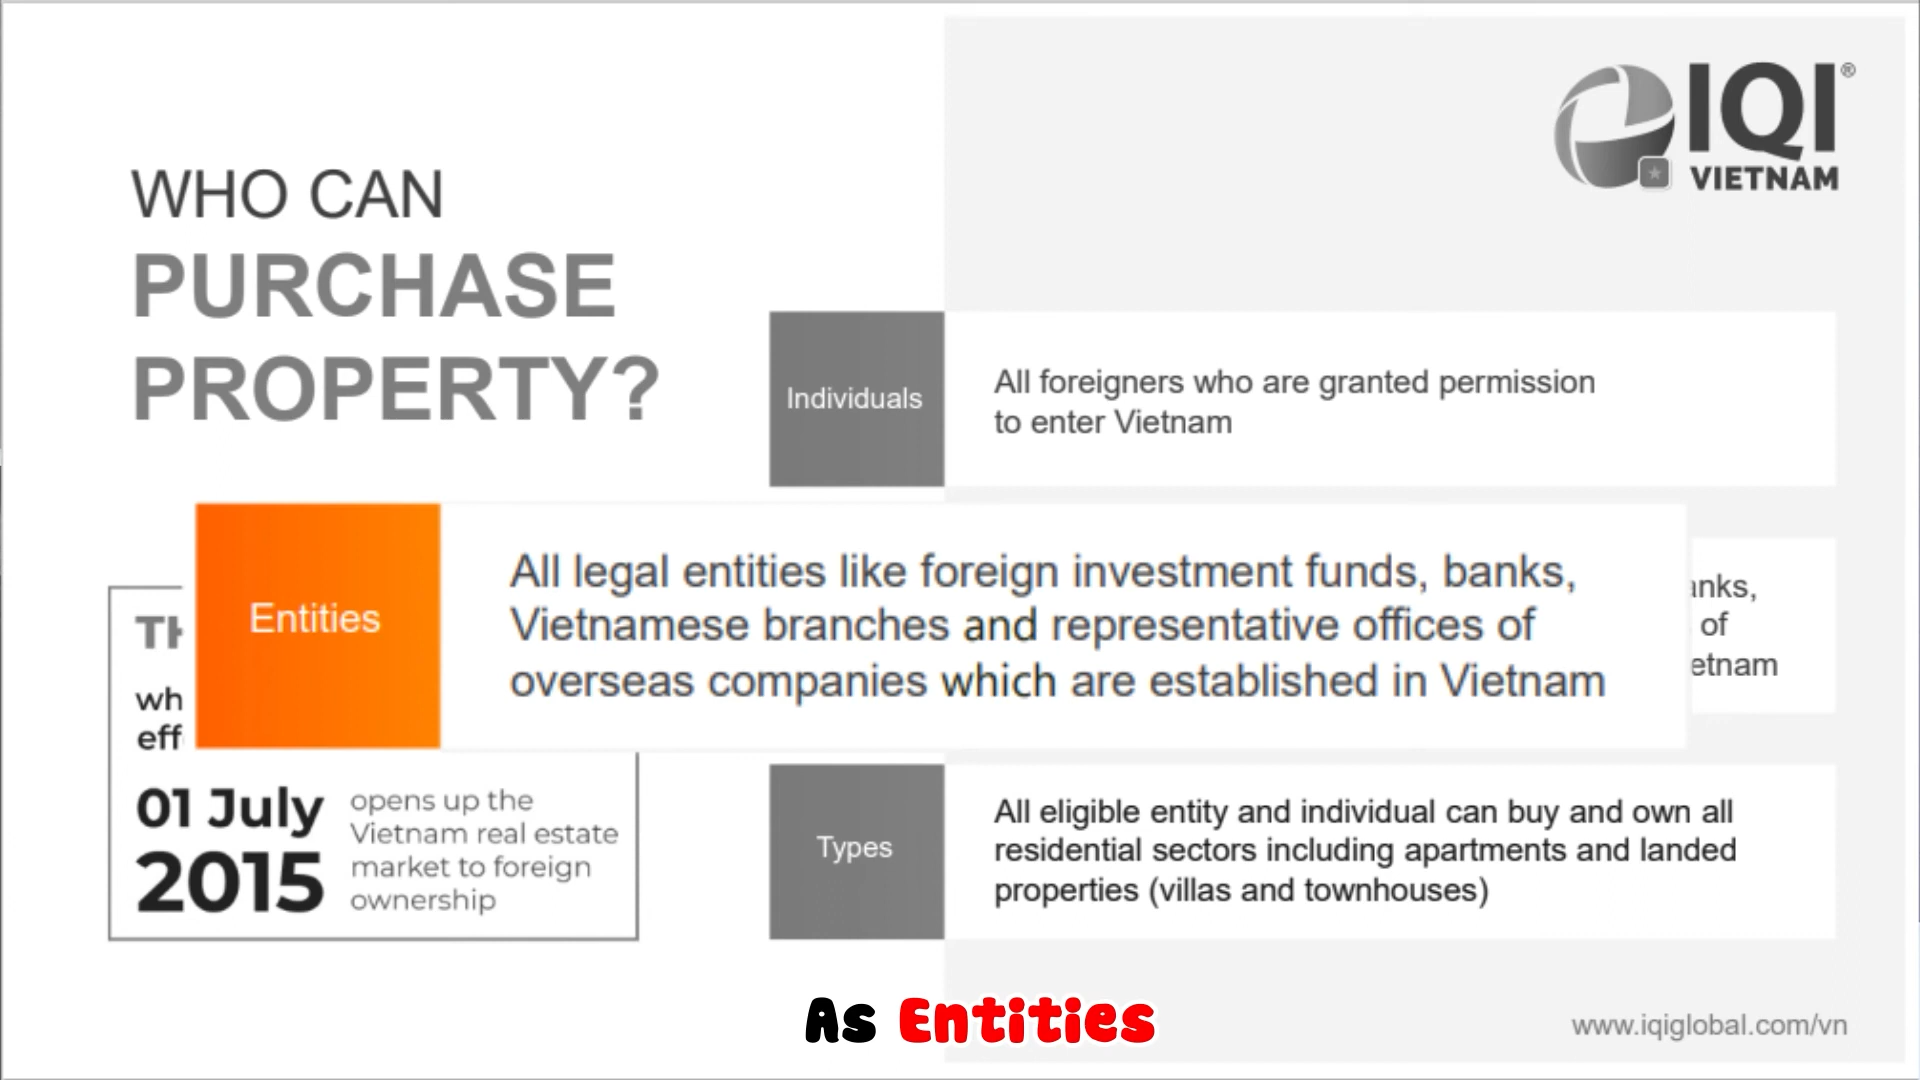 IQI®
VIETNAM
WHO CAN
PURCHASE
PROPERTY?
Individuals
All foreigners who are granted permission
to enter Vietnam
Entities
All legal entities like foreign investment funds, banks,
Vietnamese branches and representative offices of
overseas companies which are established in Vietnam
of
01 July
2015
opens up the
Vietnam real estate
market to foreign
ownership
Types
All eligible entity and individual can buy and own all
residential sectors including apartments and landed
properties (villas and townhouses)
As Entities
www.iqiglobal.com/vn